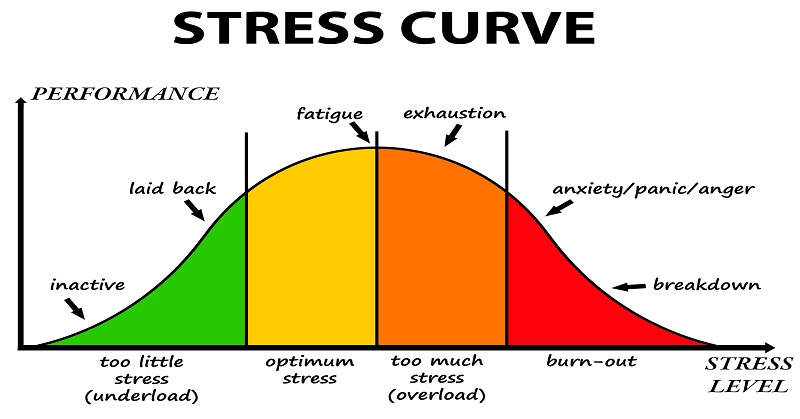 STRESS CURVE
PERFORMANCE
fatigue
exhaustion
laid back
anxiety/panic/anger
inactive
breakdown
too little
stress
(underload)
optimum
stress
too much
stress
(overload)
burn-out
STRESS
LEVEL